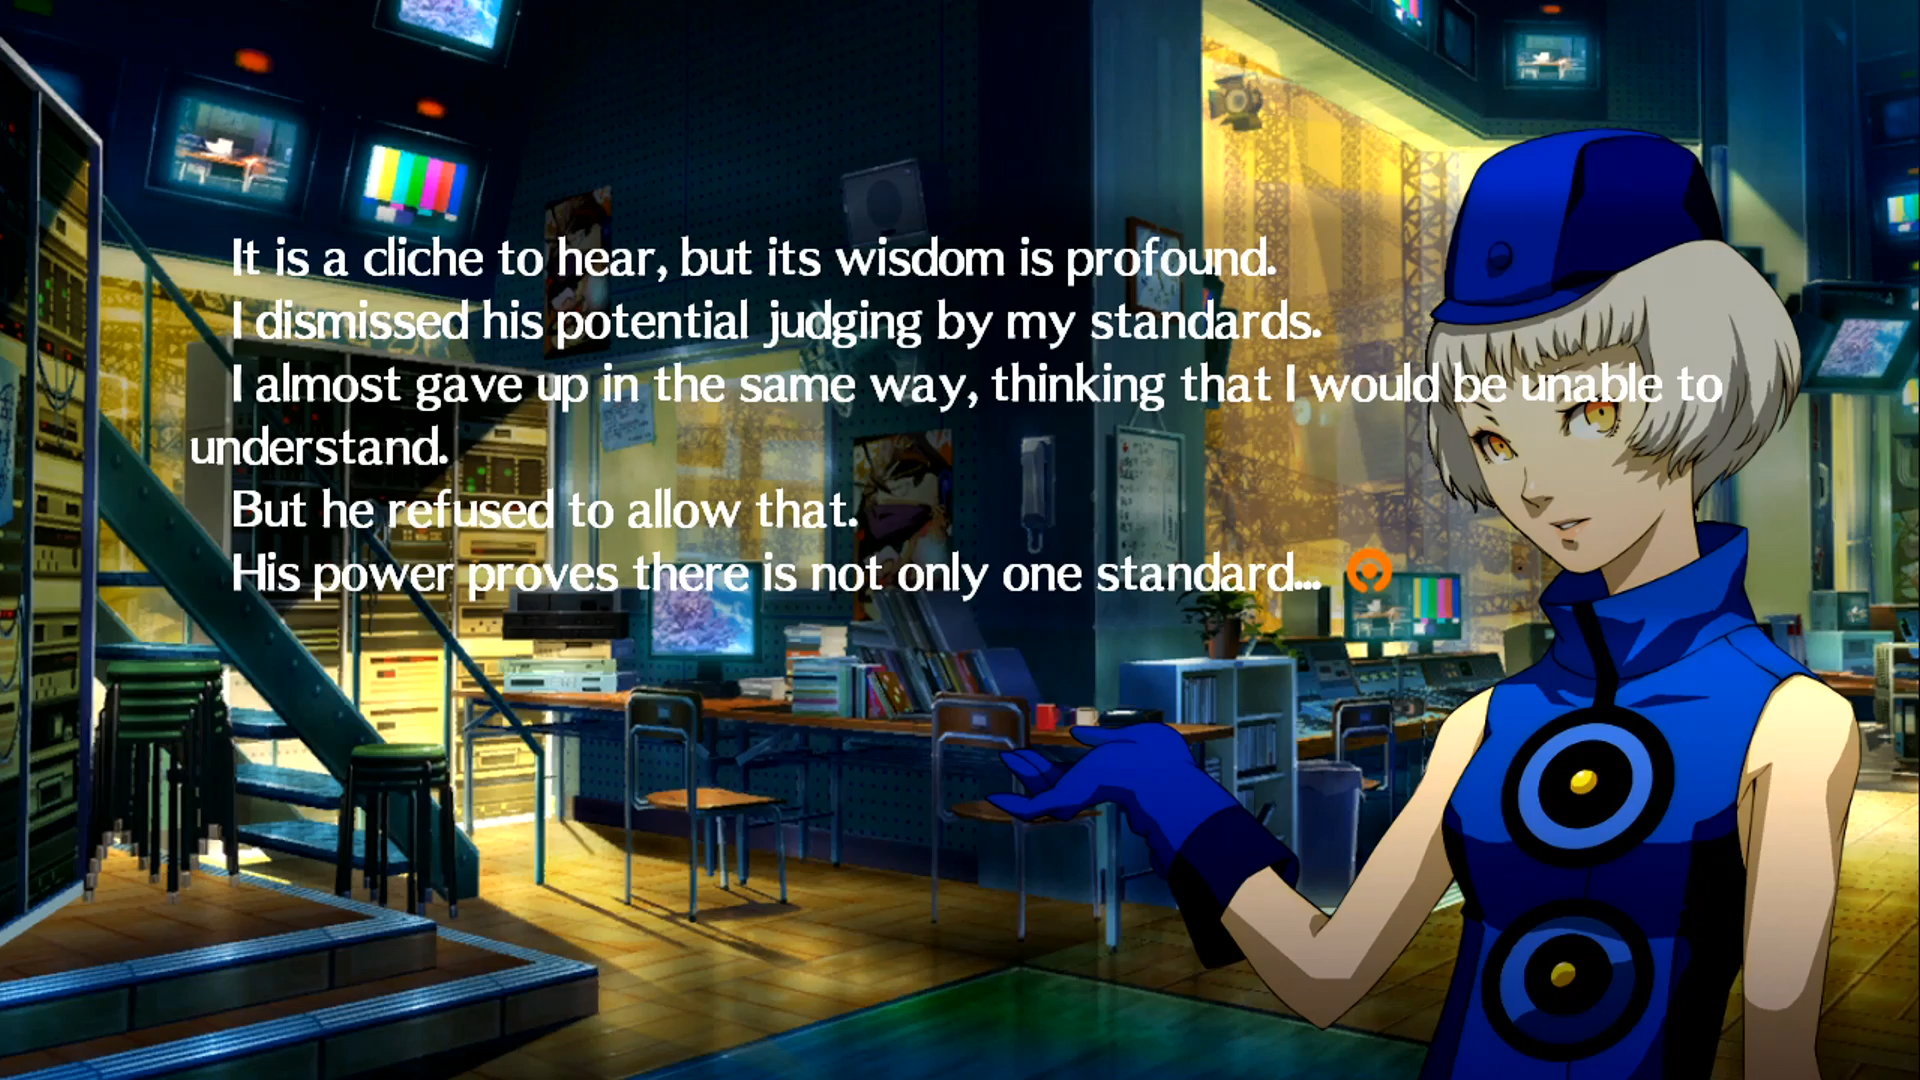 It is a cliche to hear, but its wisdom is profound.
I dismissed his potential judging by my standards.
I almost gave up in the same way, thinking that I would be unable to
understand.
But he refused to allow that.
His power proves there is not only one standard...